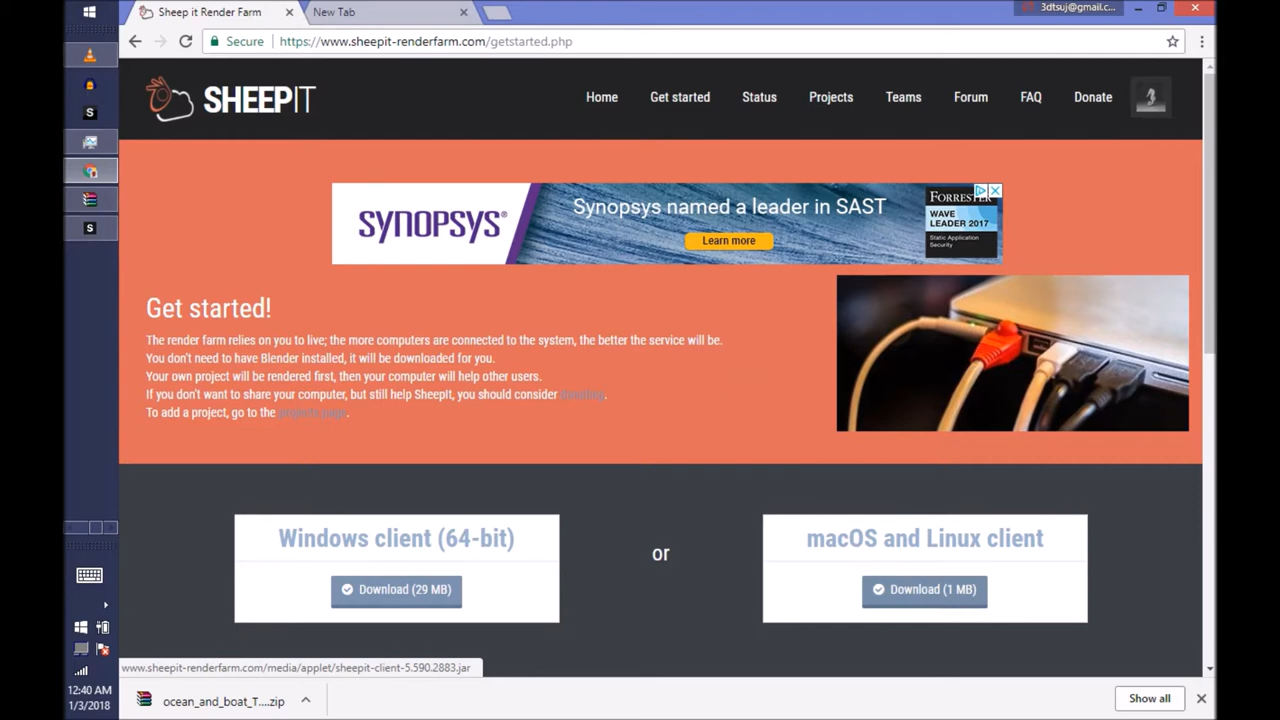 Sheep it Render Farm
New Tab
3dtsuj@gmail.c...
Secure
https://www.sheepit-renderfarm.com/getstarted.php
SHEEPIT
Home
Get started
Status
Projects
Teams
Forum
FAQ
Donate
SYNOPSYS®
Synopsys named a leader in SAST
Learn more
FORRESTER
WAVE
LEADER 2017
Static Application
Security
Get started!
The render farm relies on you to live; the more computers are connected to the system, the better the service will be.
You don't need to have Blender installed, it will be downloaded for you.
Your own project will be rendered first, then your computer will help other users.
If you don't want to share your computer, but still help SheepIt, you should consider
To add a project, go to the projects page.
Windows client (64-bit)
Download (29 MB)
or
macOS and Linux client
Download (1 MB)
www.sheepit-renderfarm.com/media/applet/sheepit-client-5.590.2883.jar
12:40 AM
1/3/2018
ocean_and_boat_T....zip
Show all